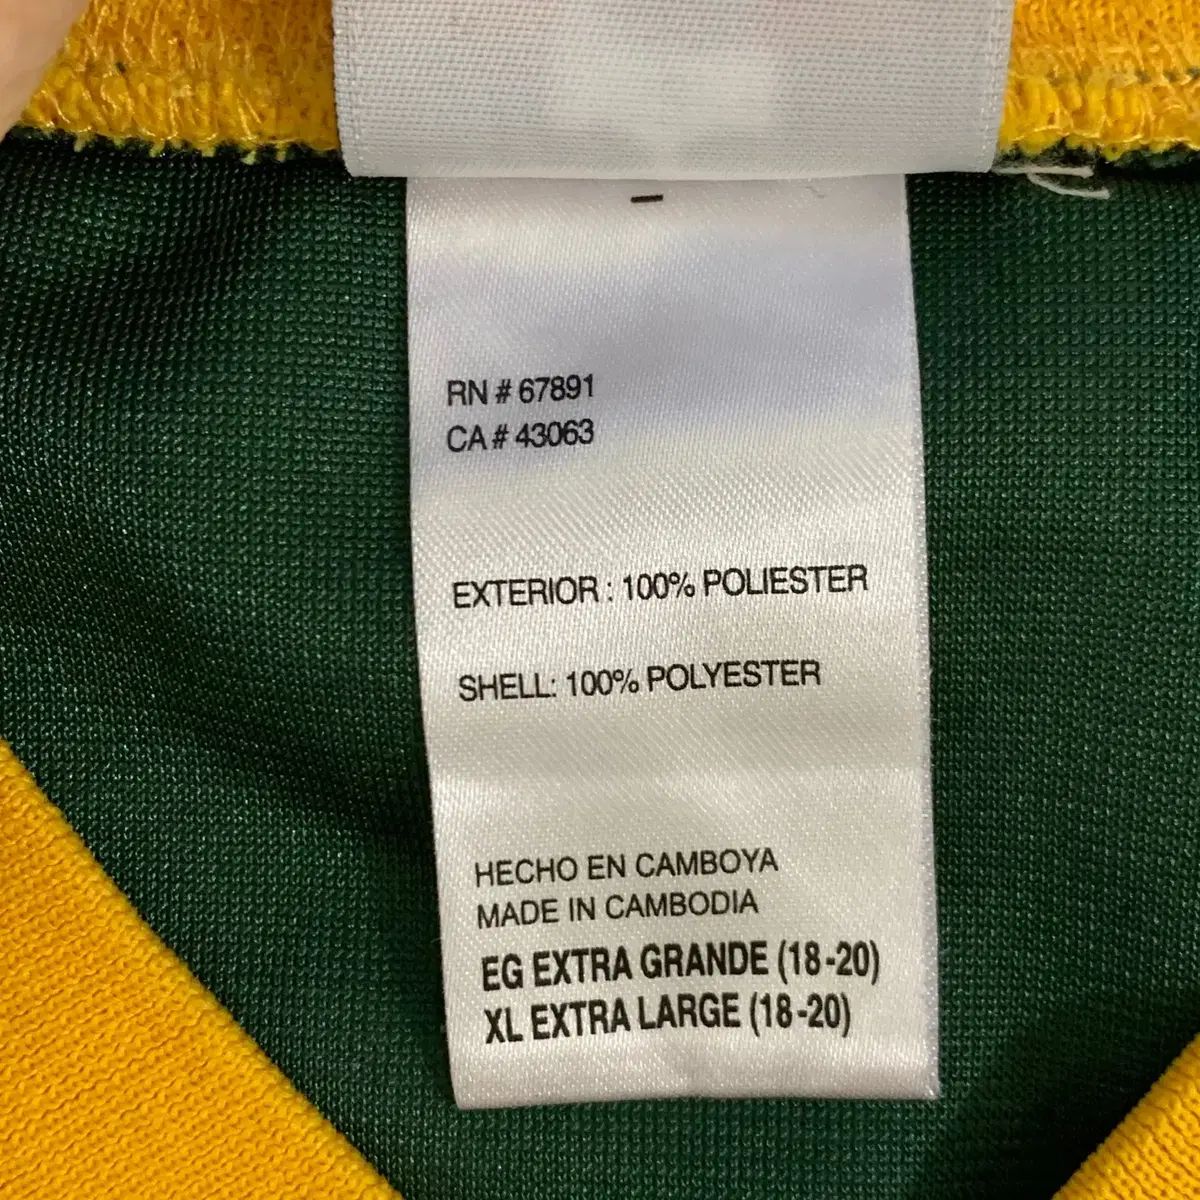 RN # 67891
CA # 43063
EXTERIOR : 100% POLIESTER
SHELL: 100% POLYESTER
HECHO EN CAMBOYA
MADE IN CAMBODIA
EG EXTRA GRANDE (18-20)
XL EXTRA LARGE (18-20)